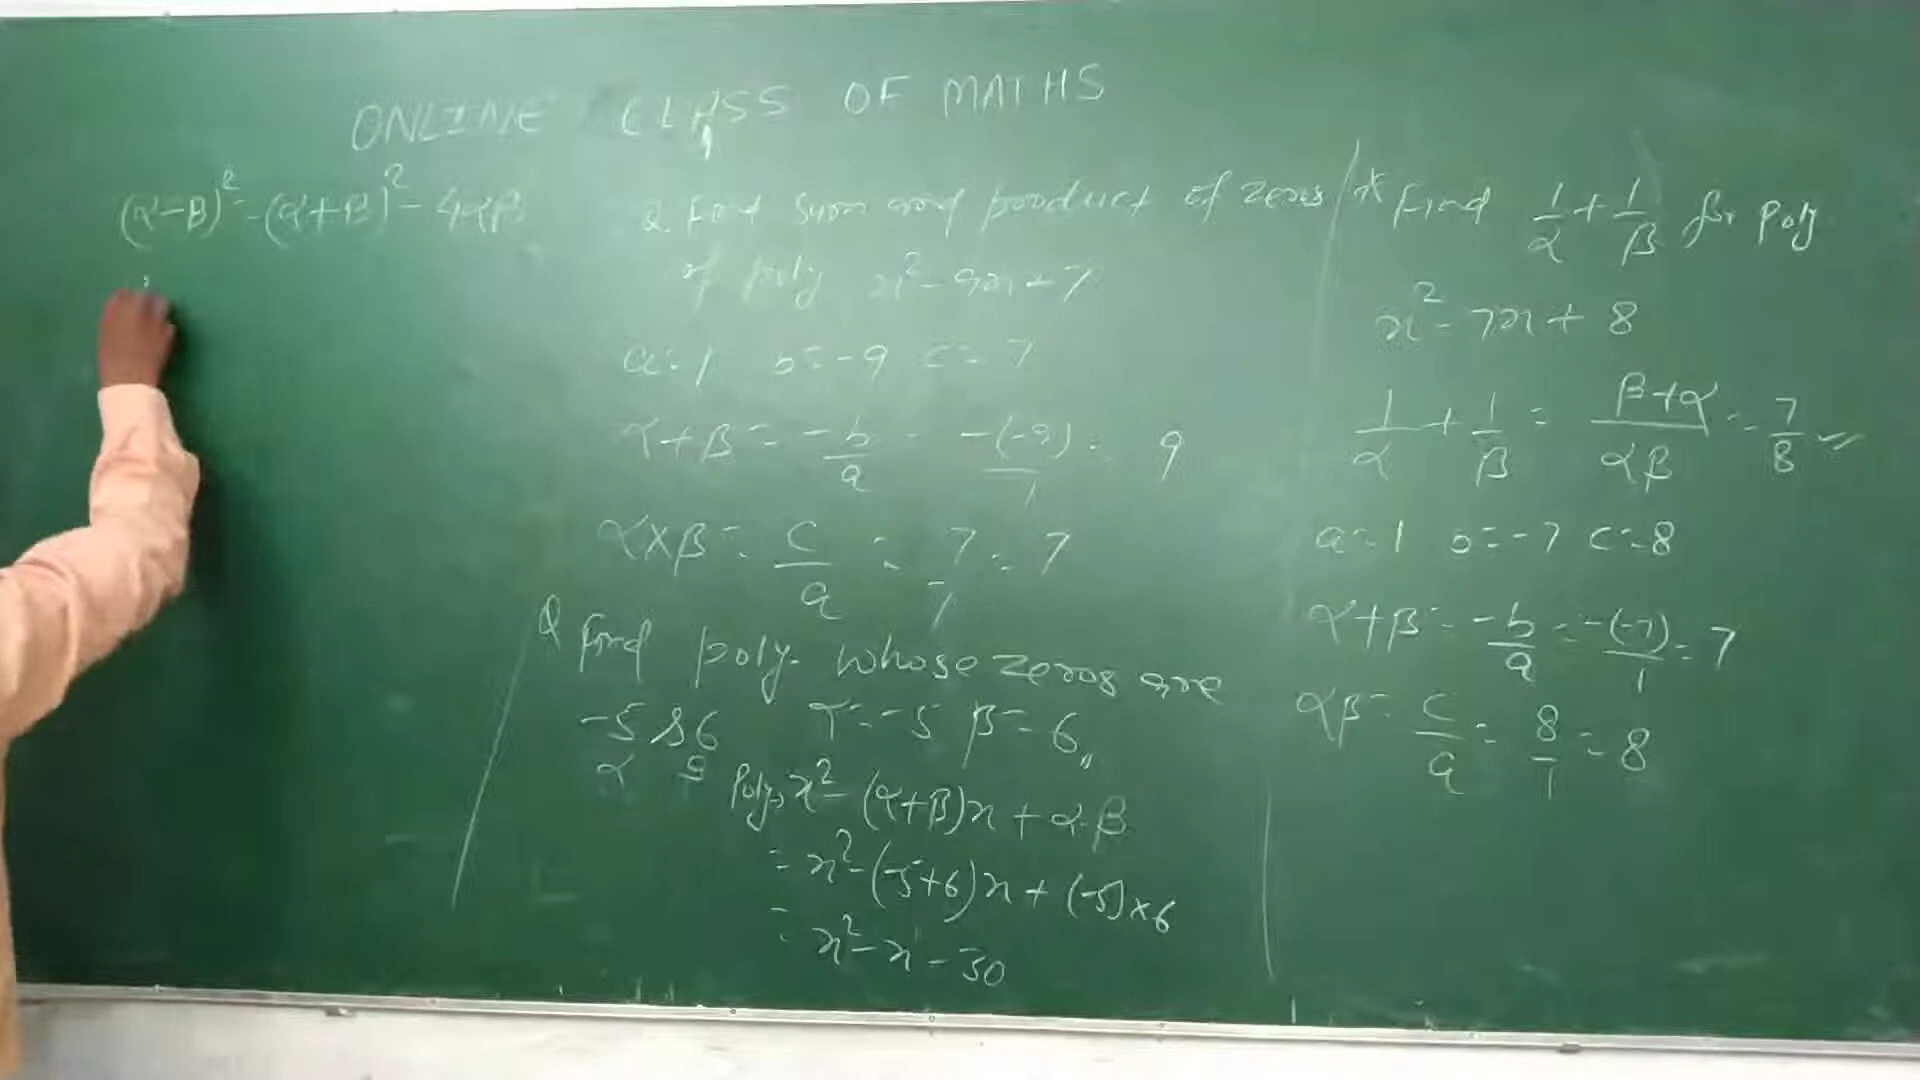 ONLINE CLASS OF MATHS
(α-β)² = (α+β)² - 4αβ
Q. Find sum and product of zeros
of poly x² - 9x + 7
a=1 b=-9 c=7
α+β = -b/a = -(-9)/1 = 9
α×β = c/a = 7/1 = 7
Q Find poly. whose zeros are
-5 & 6 α=-5 β=6,,
α β
Poly x² - (α+β)x + α.β
= x² - (-5+6)x + (-5)×6
= x² - x - 30
* Find 1/α + 1/β for Poly
x² - 7x + 8
1/α + 1/β = β+α/αβ = 7/8
a=1 b=-7 c=8
α+β = -b/a = -(-7)/1 = 7
αβ = c/a = 8/1 = 8